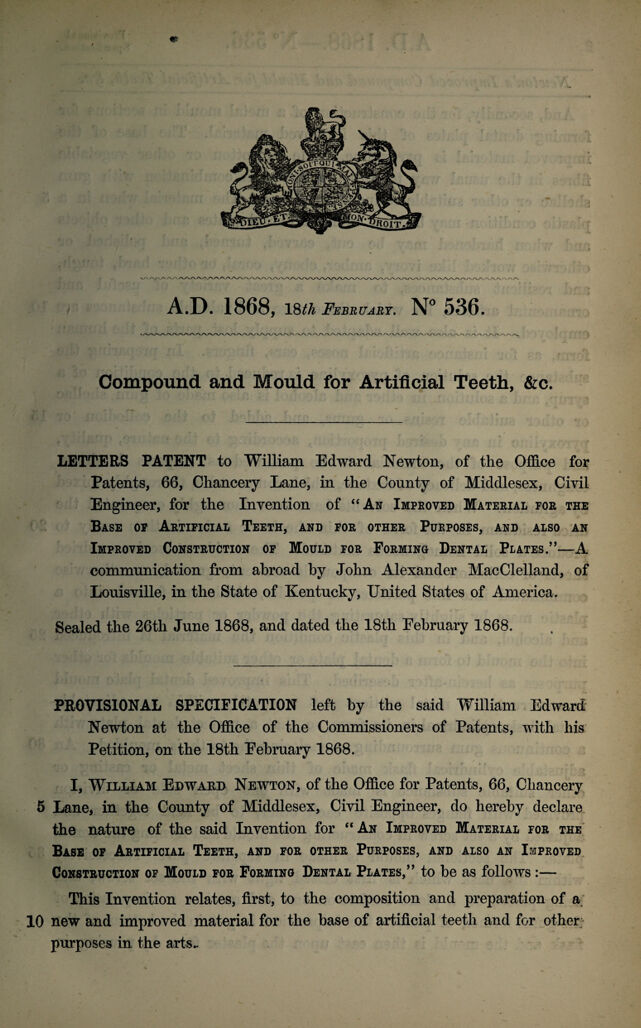 HONI SOIT QUI MAL
DIEU ET MON DROIT
A.D. 1868, 18th FEBRUARY. N° 536.
Compound and Mould for Artificial Teeth, &c.
LETTERS PATENT to William Edward Newton, of the Office for
Patents, 66, Chancery Lane, in the County of Middlesex, Civil
Engineer, for the Invention of “AN IMPROVED MATERIAL FOR THE
BASE OF ARTIFICIAL TEETH, AND FOR OTHER PURPOSES, AND ALSO AN
IMPROVED CONSTRUCTION OF MOULD FOR FORMING DENTAL PLATES.”—A
communication from abroad by John Alexander MacClelland, of
Louisville, in the State of Kentucky, United States of America.
Sealed the 26th June 1868, and dated the 18th February 1868.
PROVISIONAL SPECIFICATION left by the said William Edward
Newton at the Office of the Commissioners of Patents, with his
Petition, on the 18th February 1868.
I, WILLIAM EDWARD NEWTON, of the Office for Patents, 66, Chancery
5 Lane, in the County of Middlesex, Civil Engineer, do hereby declare
the nature of the said Invention for “AN IMPROVED MATERIAL FOR THE
BASE OF ARTIFICIAL TEETH, AND FOR OTHER PURPOSES, AND ALSO AN IMPROVED
CONSTRUCTION OF MOULD FOR FORMING DENTAL PLATES,” to be as follows :—
This Invention relates, first, to the composition and preparation of a
10 new and improved material for the base of artificial teeth and for other
purposes in the arts.